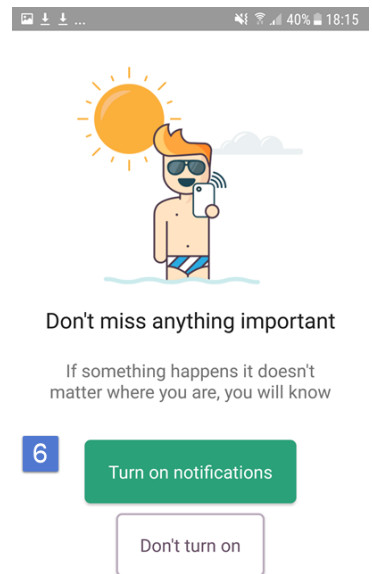 ... 40% 18:15
Don't miss anything important
If something happens it doesn't
matter where you are, you will know
6
Turn on notifications
Don't turn on